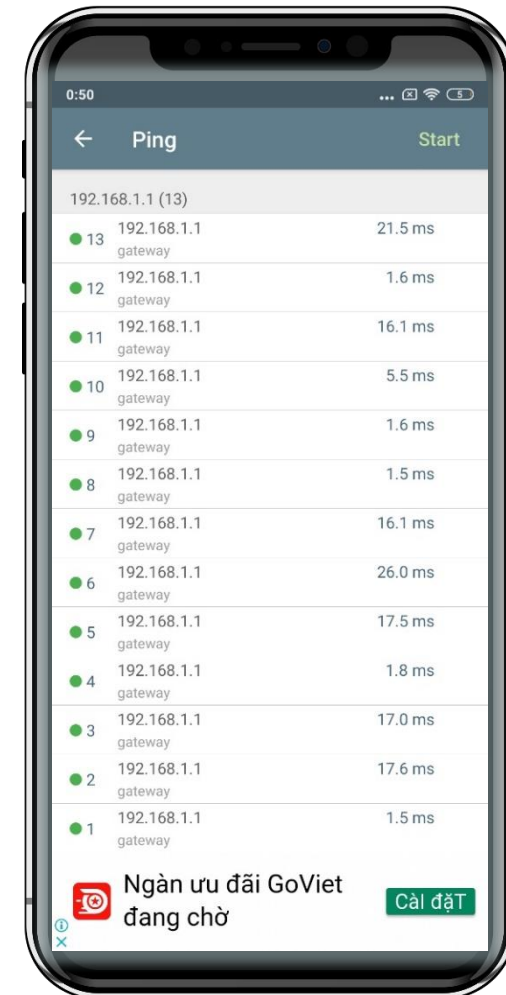 0:50 ... 5
Ping Start
192.168.1.1 (13)
13 192.168.1.1 21.5 ms
gateway
12 192.168.1.1 1.6 ms
gateway
11 192.168.1.1 16.1 ms
gateway
10 192.168.1.1 5.5 ms
gateway
9 192.168.1.1 1.6 ms
gateway
8 192.168.1.1 1.5 ms
gateway
7 192.168.1.1 16.1 ms
gateway
6 192.168.1.1 26.0 ms
gateway
5 192.168.1.1 17.5 ms
gateway
4 192.168.1.1 1.8 ms
gateway
3 192.168.1.1 17.0 ms
gateway
2 192.168.1.1 17.6 ms
gateway
1 192.168.1.1 1.5 ms
gateway
Ngàn ưu đãi GoViet
đang chờ
Cài đặT